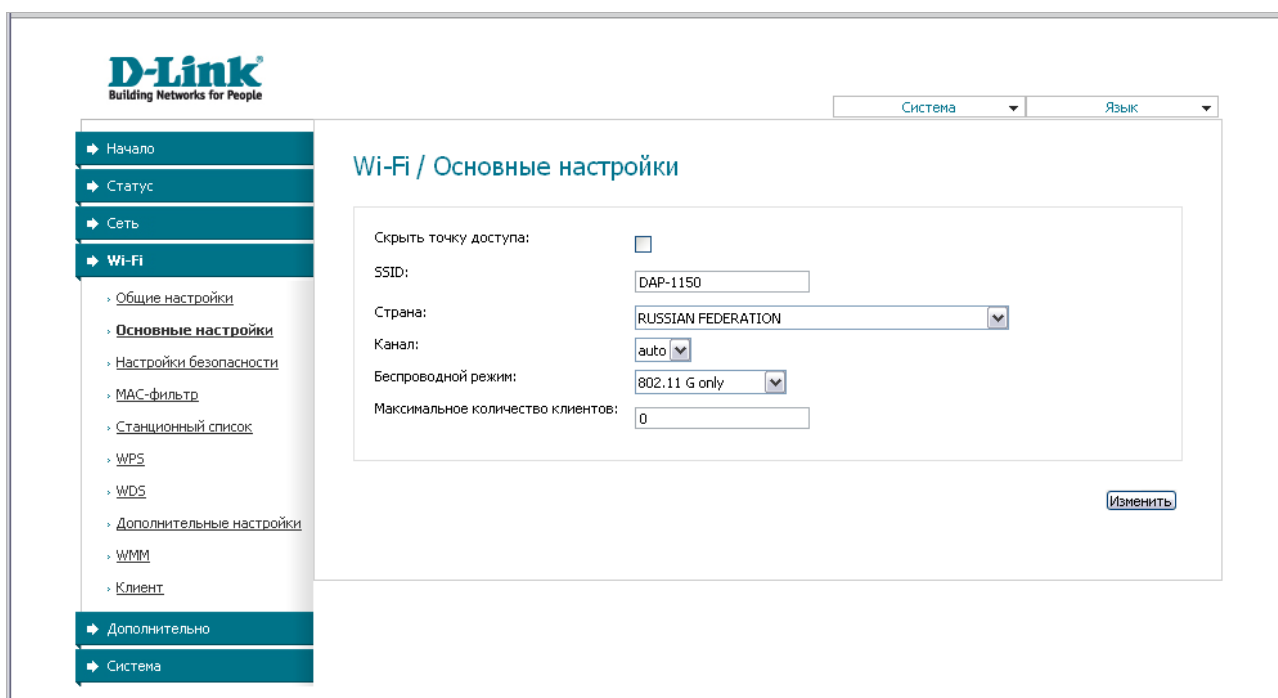 D-Link®
Building Networks for People
Система
Язык
Начало
Статус
Сеть
Wi-Fi
Общие настройки
Основные настройки
Настройки безопасности
MAC-фильтр
Станционный список
WPS
WDS
Дополнительные настройки
WMM
Клиент
Дополнительно
Система
Wi-Fi / Основные настройки
Скрыть точку доступа:
SSID: DAP-1150
Страна: RUSSIAN FEDERATION
Канал: auto
Беспроводной режим: 802.11 G only
Максимальное количество клиентов: 0
Изменить